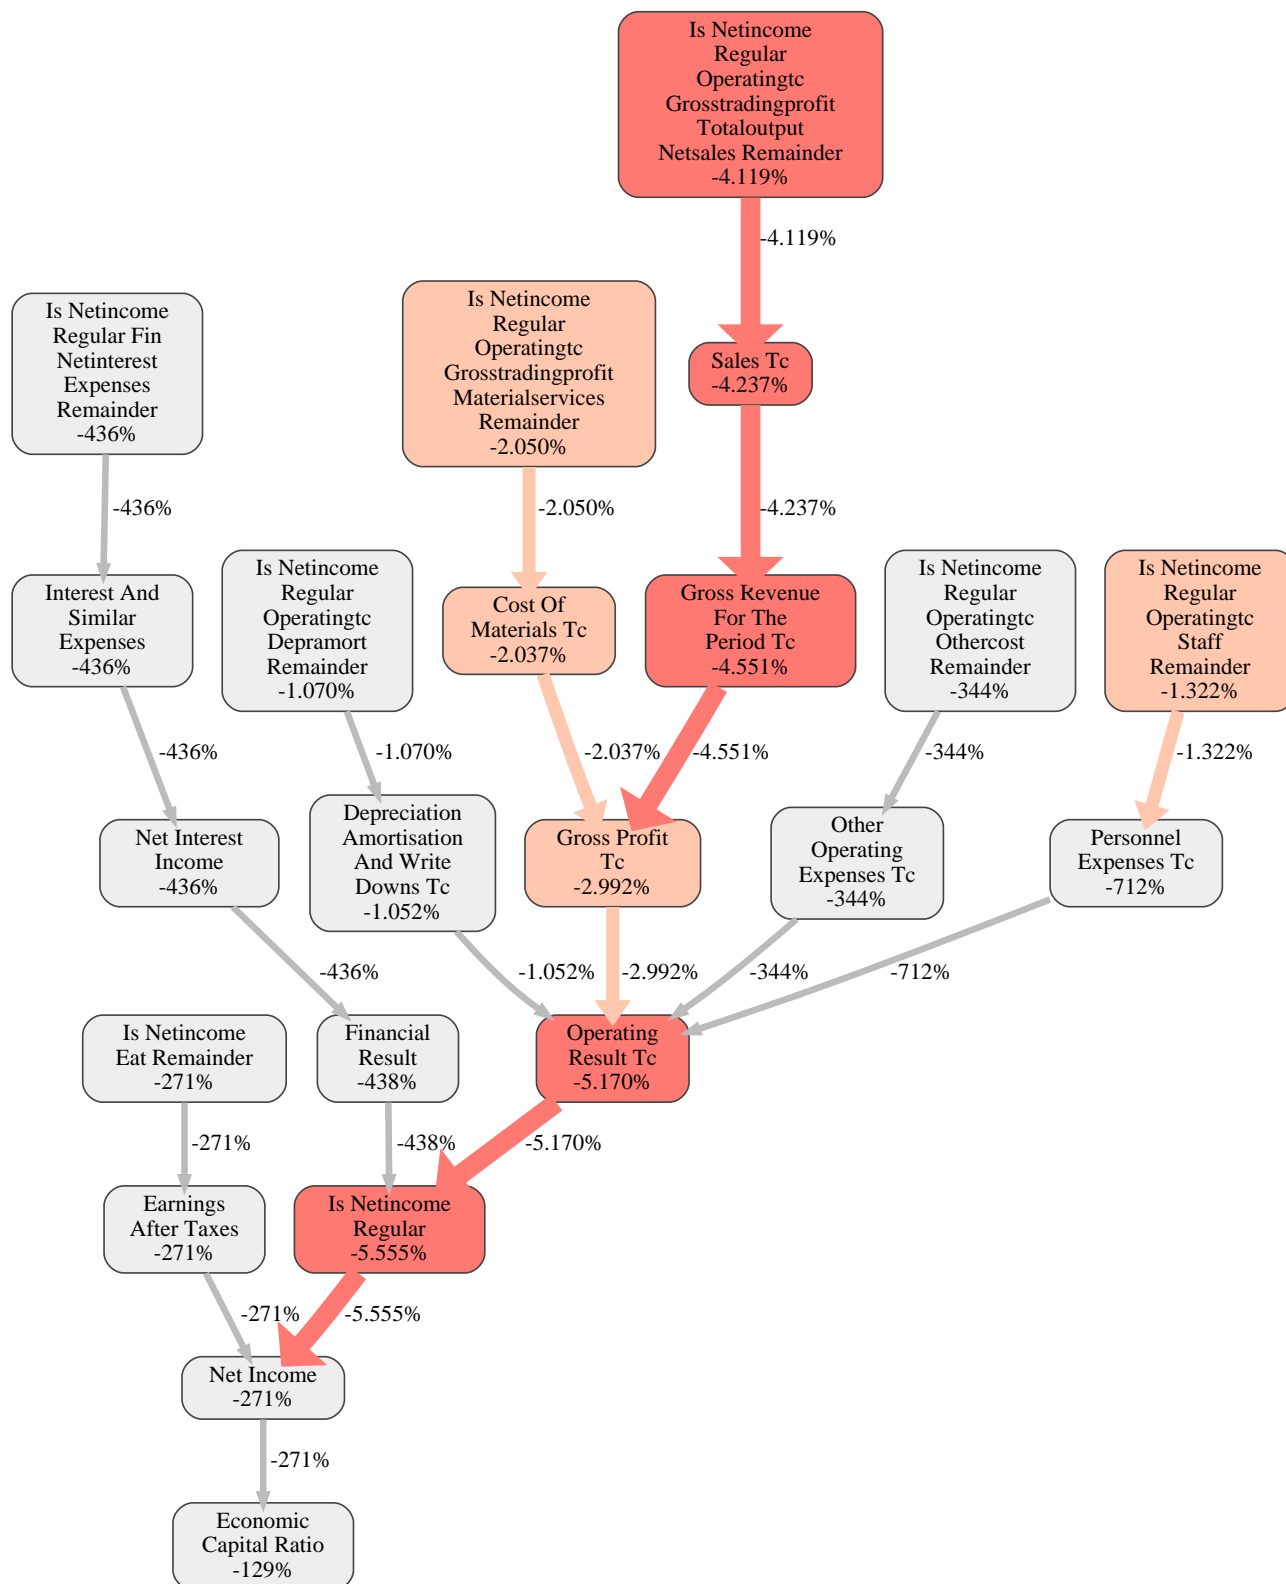 Is Netincome
Regular
Operatingtc
Grosstradingprofit
Totaloutput
Netsales Remainder
-4.119%
-4.119%
Is Netincome
Regular Fin
Netinterest
Expenses
Remainder
-436%
Is Netincome
Regular
Operatingtc
Grosstradingprofit
Materialservices
Remainder
-2.050%
Sales Tc
-4.237%
-436%
-2.050%
-4.237%
Interest And
Similar
Expenses
-436%
Is Netincome
Regular
Operatingtc
Depramort
Remainder
-1.070%
Cost Of
Materials Tc
-2.037%
Gross Revenue
For The
Period Tc
-4.551%
Is Netincome
Regular
Operatingtc
Othercost
Remainder
-344%
Is Netincome
Regular
Operatingtc
Staff
Remainder
-1.322%
-436%
-1.070%
-2.037%
-4.551%
-344%
-1.322%
Net Interest
Income
-436%
Depreciation
Amortisation
And Write
Downs Tc
-1.052%
Gross Profit
Tc
-2.992%
Other
Operating
Expenses Tc
-344%
Personnel
Expenses Tc
-712%
-436%
-1.052%
-2.992%
-344%
-712%
Is Netincome
Eat Remainder
-271%
Financial
Result
-438%
Operating
Result Tc
-5.170%
-271%
-438%
-5.170%
Earnings
After Taxes
-271%
Is Netincome
Regular
-5.555%
-271%
-5.555%
Net Income
-271%
-271%
Economic
Capital Ratio
-129%